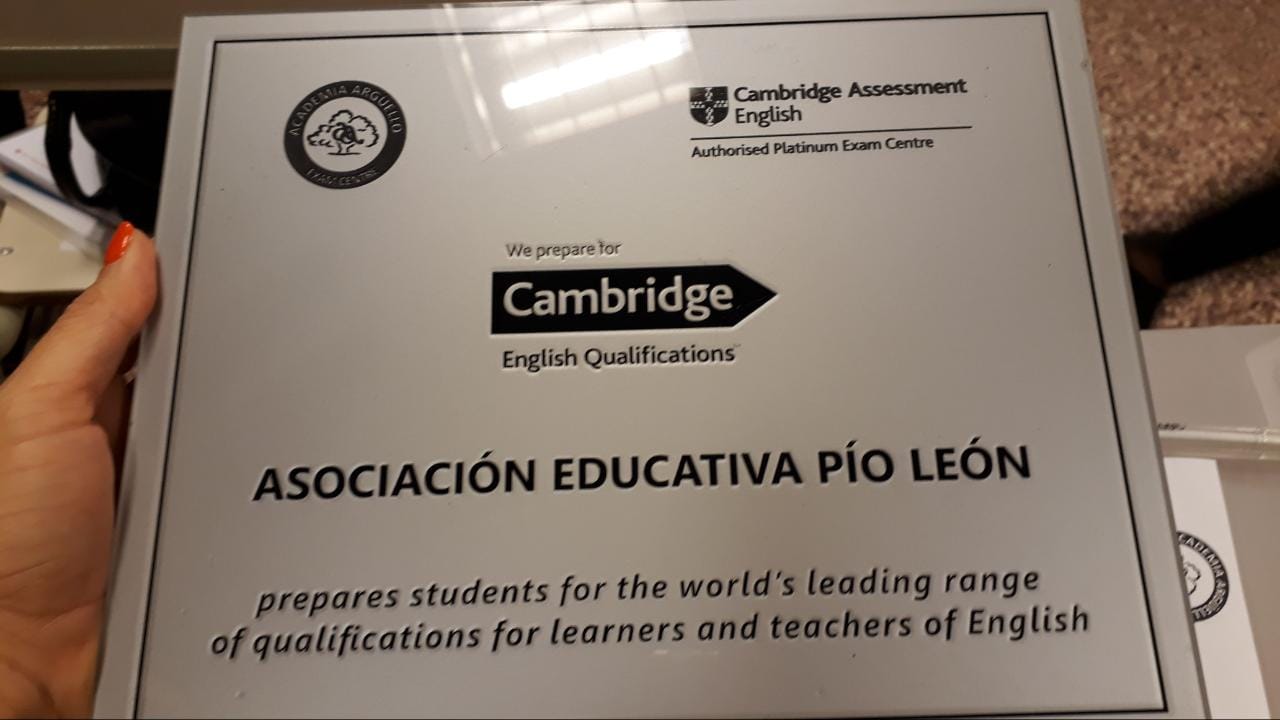 ACADEMIA ARGUELLO
EXAM CENTRE
Cambridge Assessment
English
Authorised Platinum Exam Centre
We prepare for
Cambridge
English Qualifications
ASOCIACIÓN EDUCATIVA PÍO LEÓN
prepares students for the world's leading range
of qualifications for learners and teachers of English